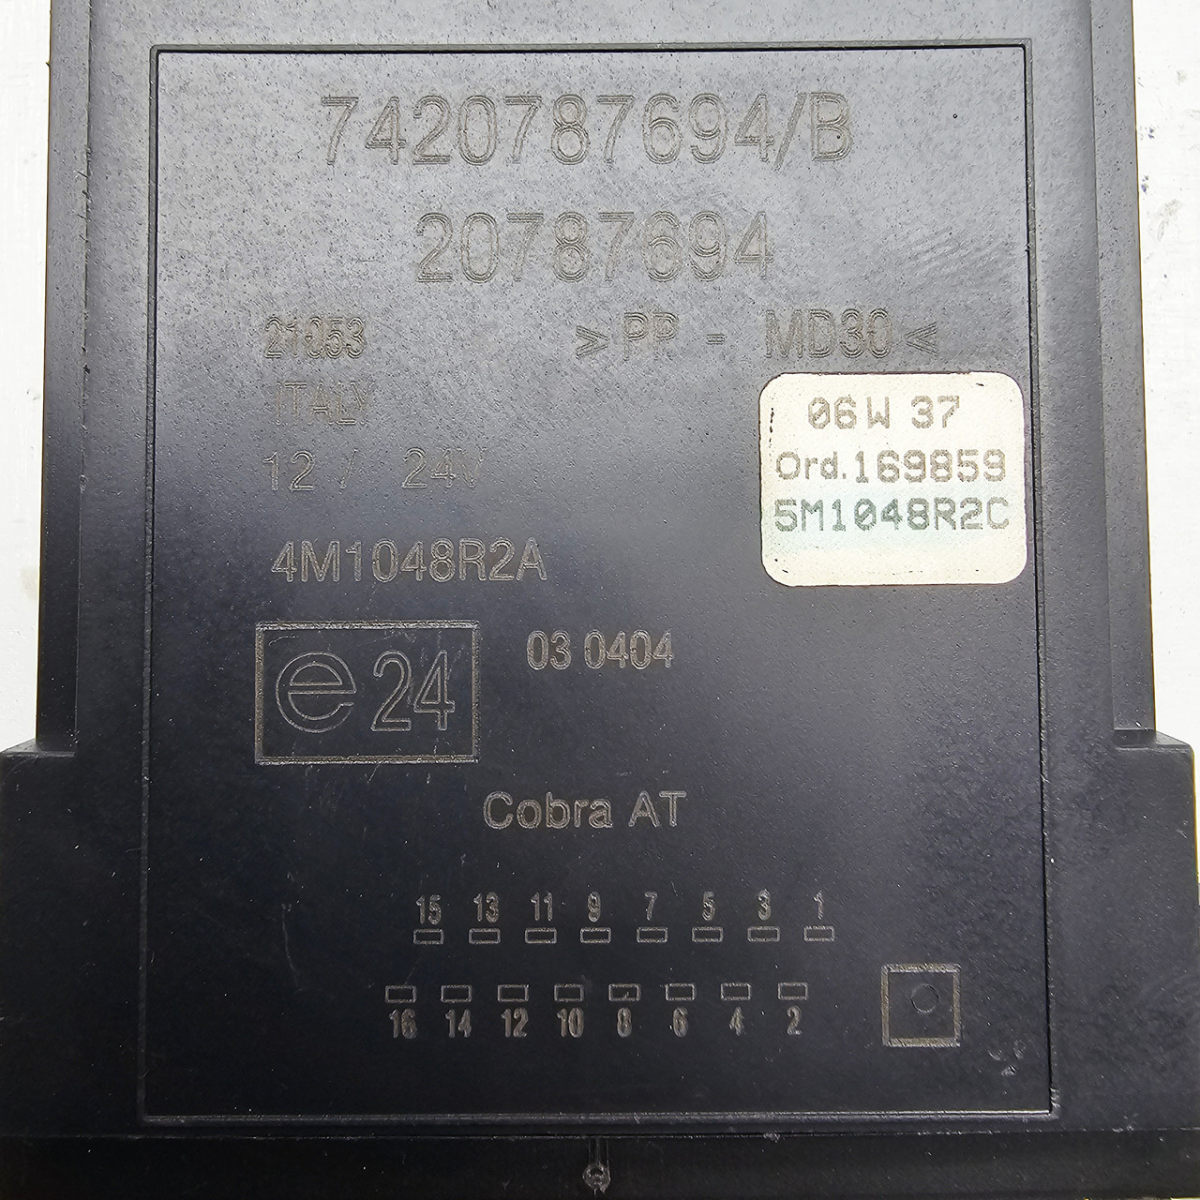 7420787694/B
20787694
21053 >PP - MD30<
ITALY
12 / 24V
06W 37
Ord.169859
5M1048R2C
4M1048R2A
e24 03 0404
Cobra AT
15 13 11 9 7 5 3 1
16 14 12 10 8 6 4 2